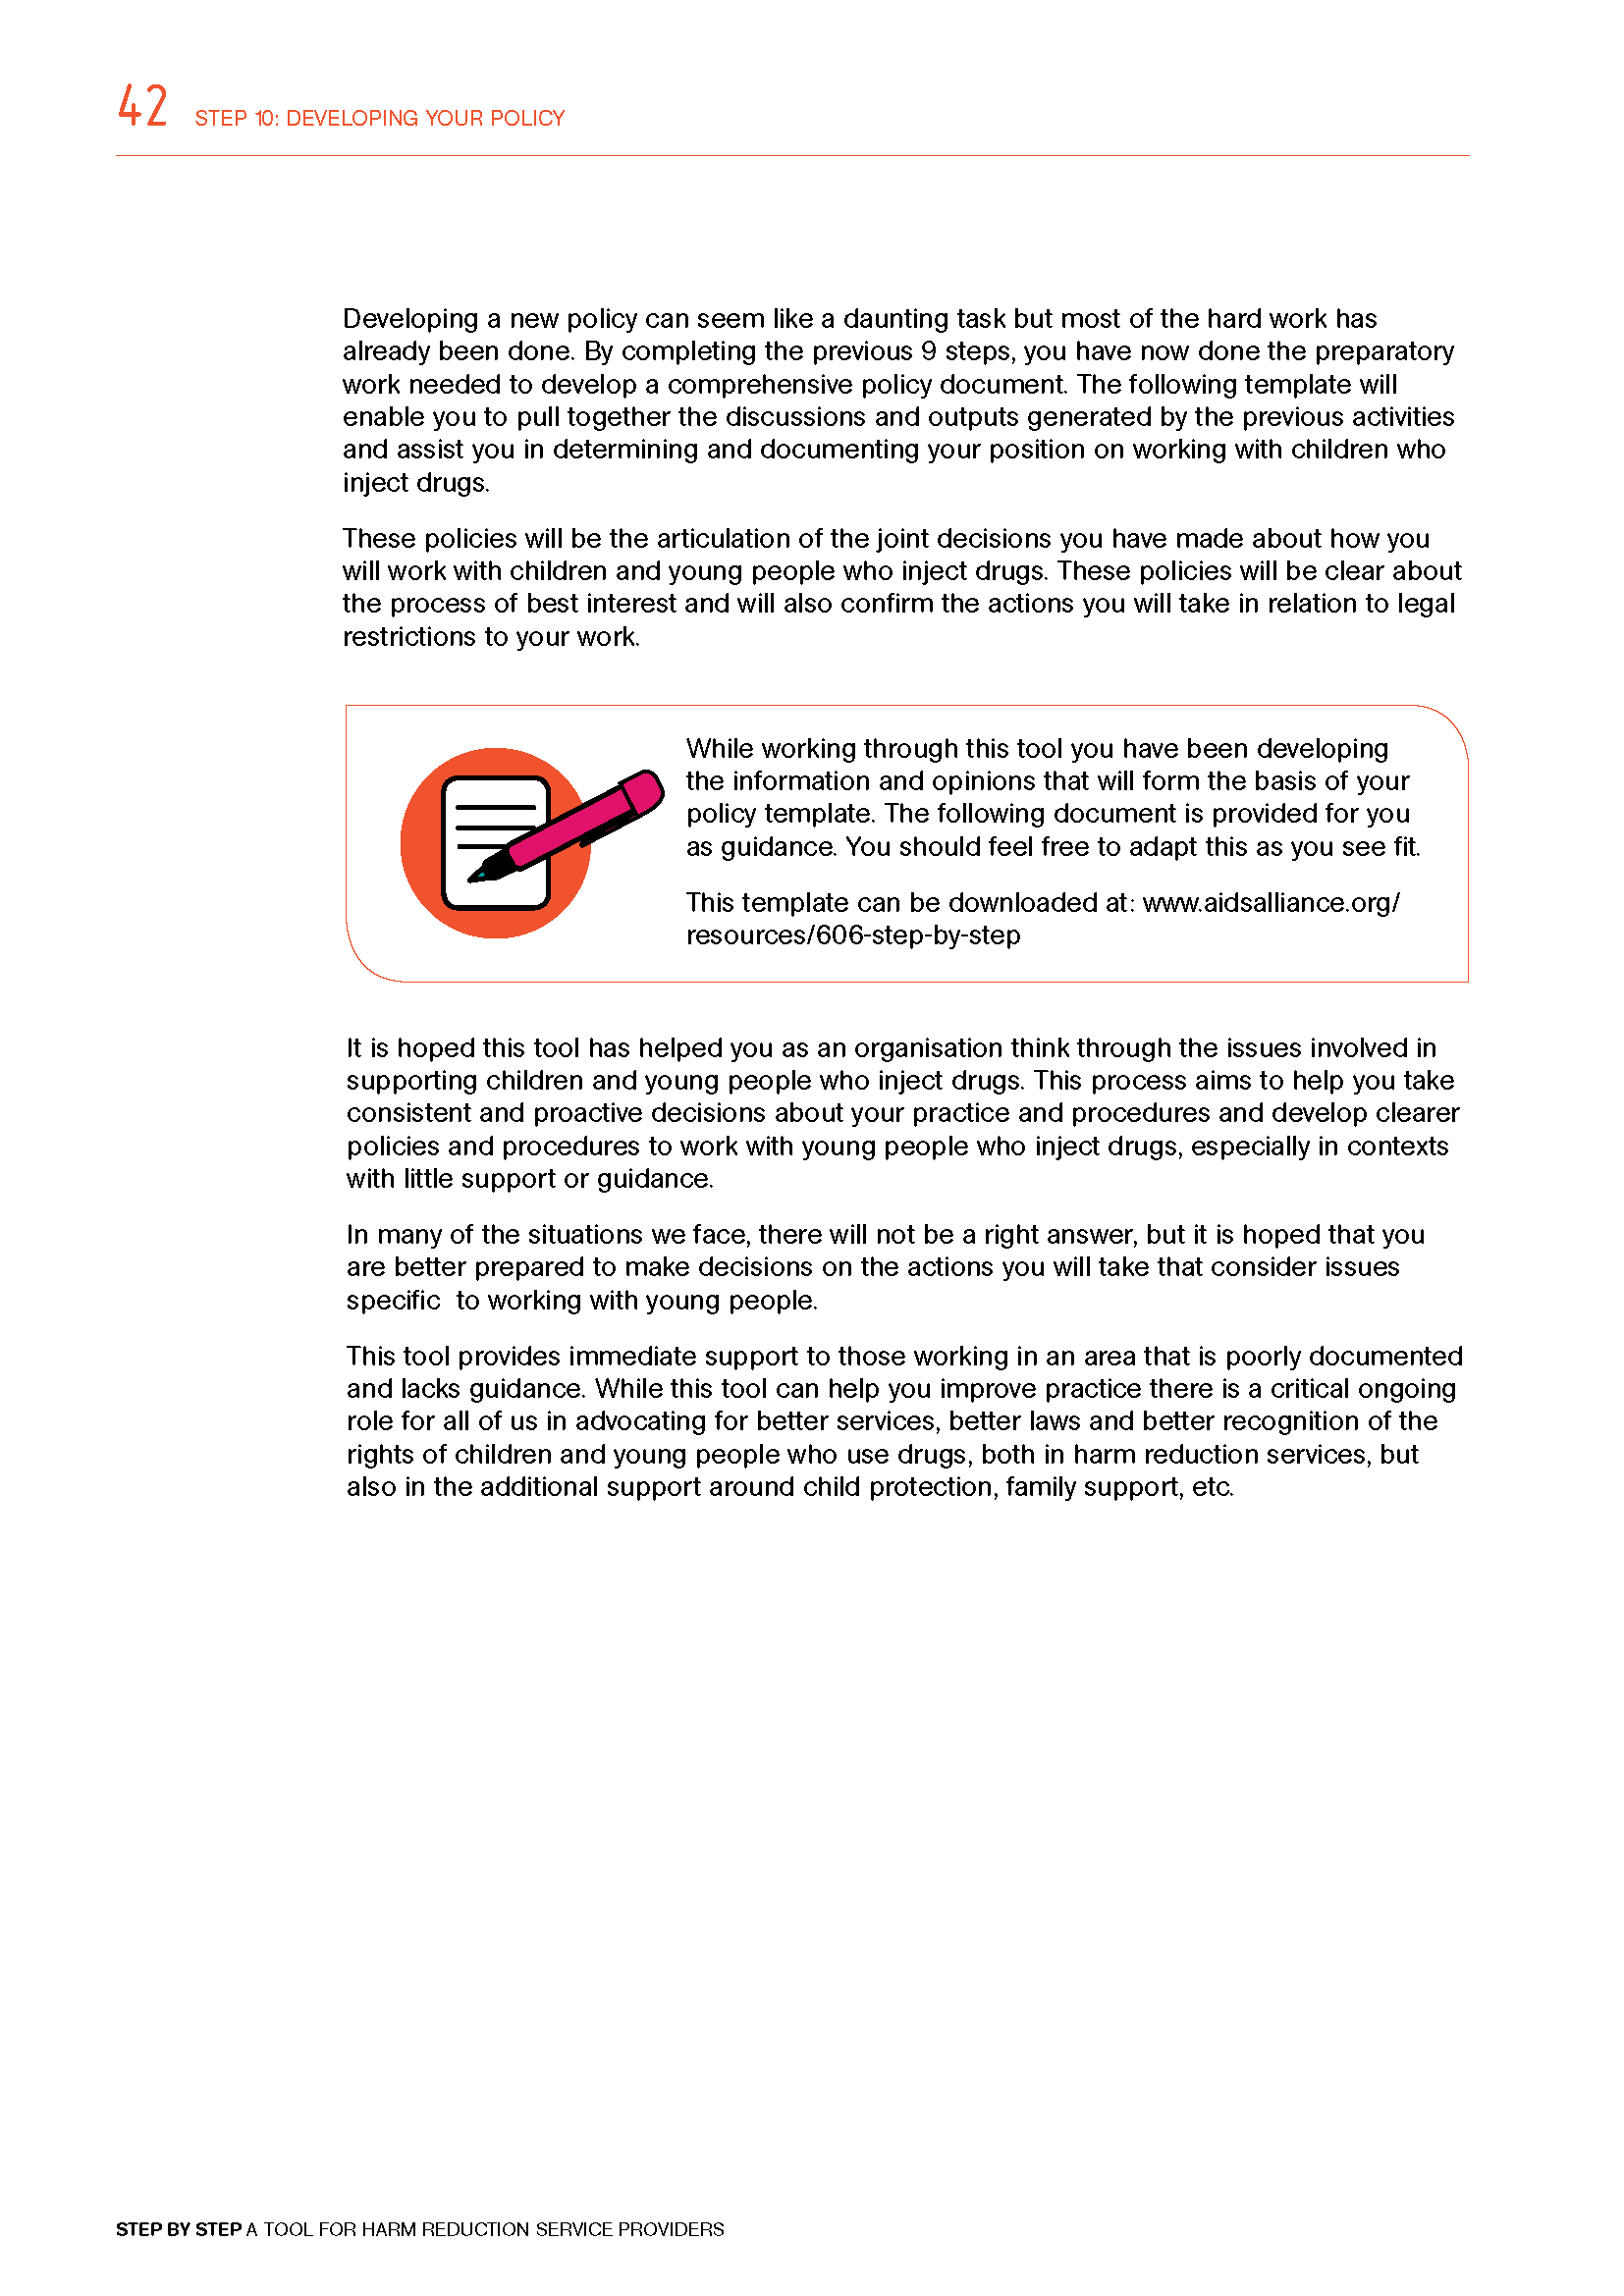 42 STEP 10: DEVELOPING YOUR POLICY
Developing a new policy can seem like a daunting task but most of the hard work has
already been done. By completing the previous 9 steps, you have now done the preparatory
work needed to develop a comprehensive policy document. The following template will
enable you to pull together the discussions and outputs generated by the previous activities
and assist you in determining and documenting your position on working with children who
inject drugs.
These policies will be the articulation of the joint decisions you have made about how you
will work with children and young people who inject drugs. These policies will be clear about
the process of best interest and will also confirm the actions you will take in relation to legal
restrictions to your work.
While working through this tool you have been developing
the information and opinions that will form the basis of your
policy template. The following document is provided for you
as guidance. You should feel free to adapt this as you see fit.
This template can be downloaded at: www.aidsalliance.org/
resources/606-step-by-step
It is hoped this tool has helped you as an organisation think through the issues involved in
supporting children and young people who inject drugs. This process aims to help you take
consistent and proactive decisions about your practice and procedures and develop clearer
policies and procedures to work with young people who inject drugs, especially in contexts
with little support or guidance.
In many of the situations we face, there will not be a right answer, but it is hoped that you
are better prepared to make decisions on the actions you will take that consider issues
specific  to working with young people.
This tool provides immediate support to those working in an area that is poorly documented
and lacks guidance. While this tool can help you improve practice there is a critical ongoing
role for all of us in advocating for better services, better laws and better recognition of the
rights of children and young people who use drugs, both in harm reduction services, but
also in the additional support around child protection, family support, etc.
STEP BY STEP A TOOL FOR HARM REDUCTION SERVICE PROVIDERS